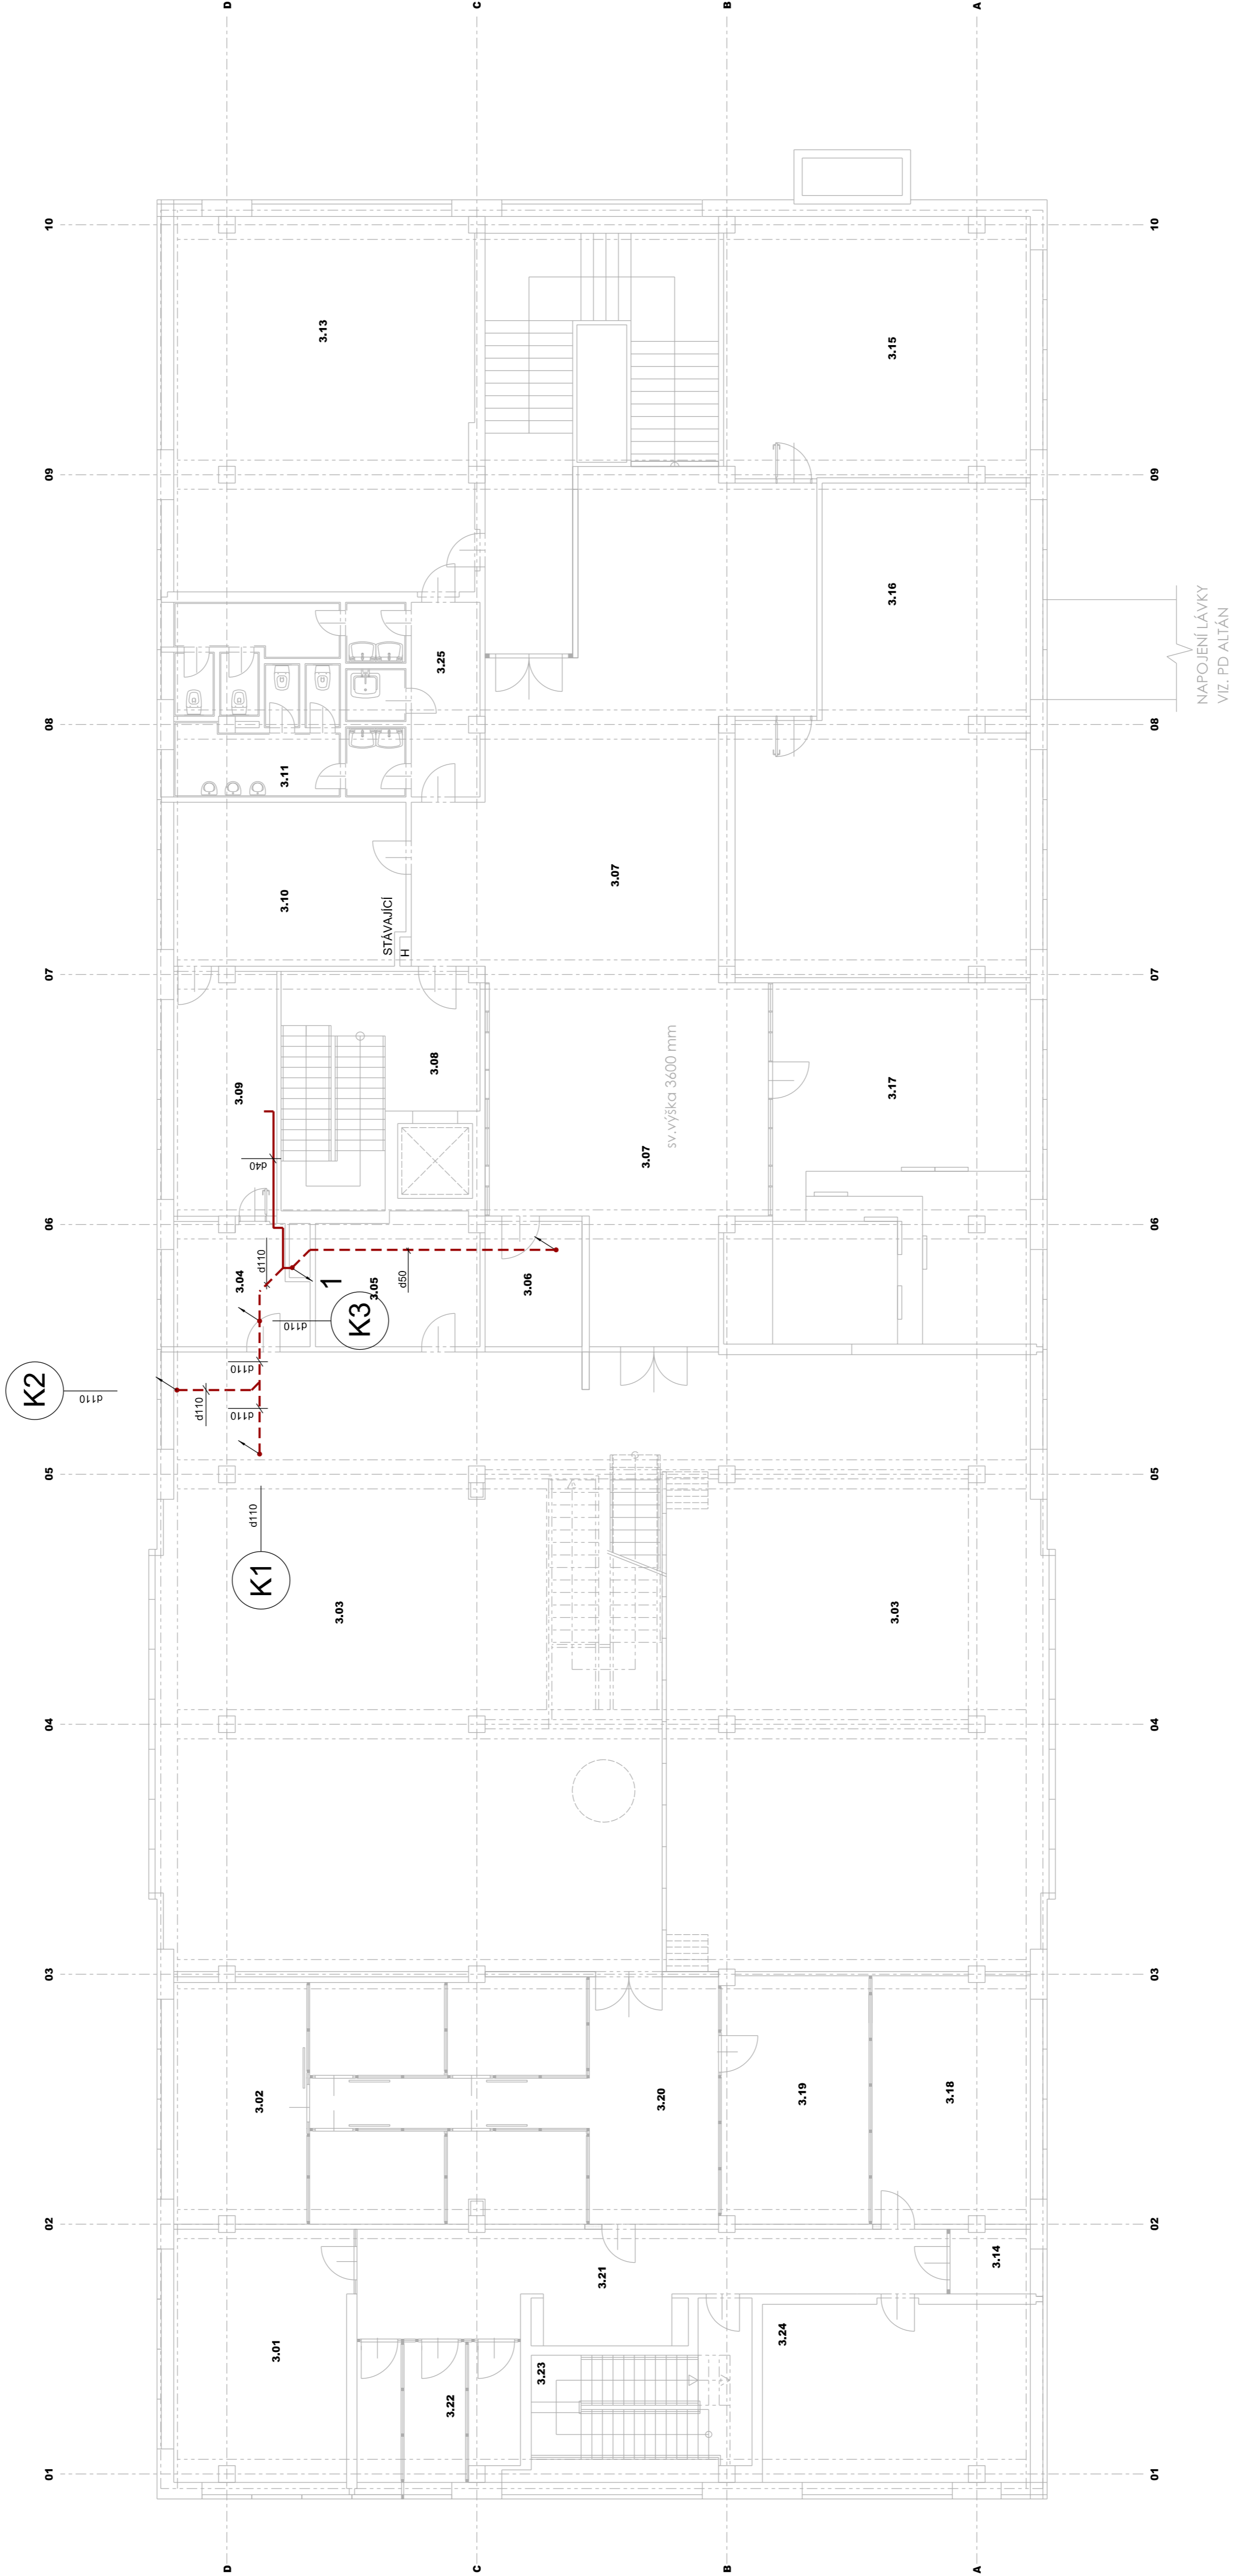 D
C
B
A
10
10
3.13
3.15
09
09
3.16
3.25
NAPOJENÍ LÁVKY
VIZ. PD ALTÁN
08
08
3.11
3.07
3.10
STÁVAJÍCÍ
H
07
07
sv.výška 3600 mm
3.08
3.09
3.17
3.07
d40
06
06
d110
3.04
3.05
d50
3.06
1
K3
d110
d110
K2
d110
d110
d110
05
05
d110
K1
3.03
3.03
04
04
03
03
3.02
3.20
3.19
3.18
02
02
3.14
3.21
3.01
3.24
3.23
3.22
01
01
D
C
B
A